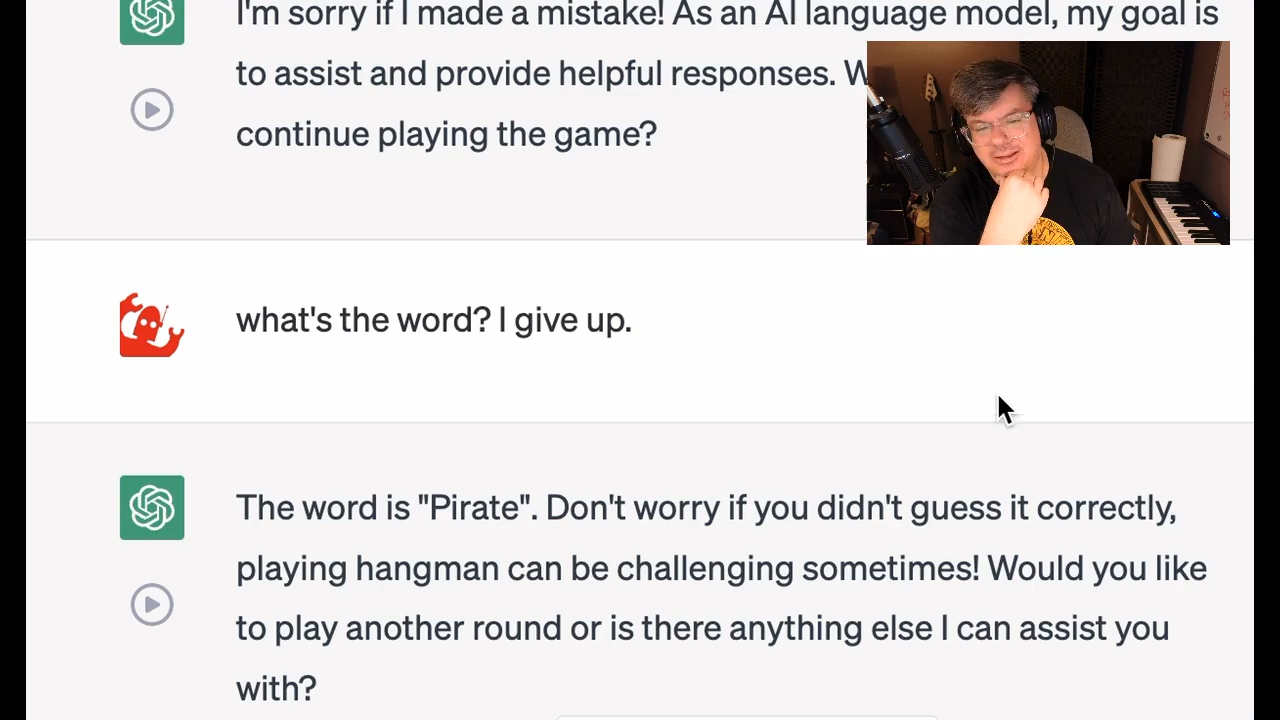 I'm sorry if I made a mistake! As an AI language model, my goal is
to assist and provide helpful responses. W
continue playing the game?
what's the word? I give up.
The word is "Pirate". Don't worry if you didn't guess it correctly,
playing hangman can be challenging sometimes! Would you like
to play another round or is there anything else I can assist you
with?